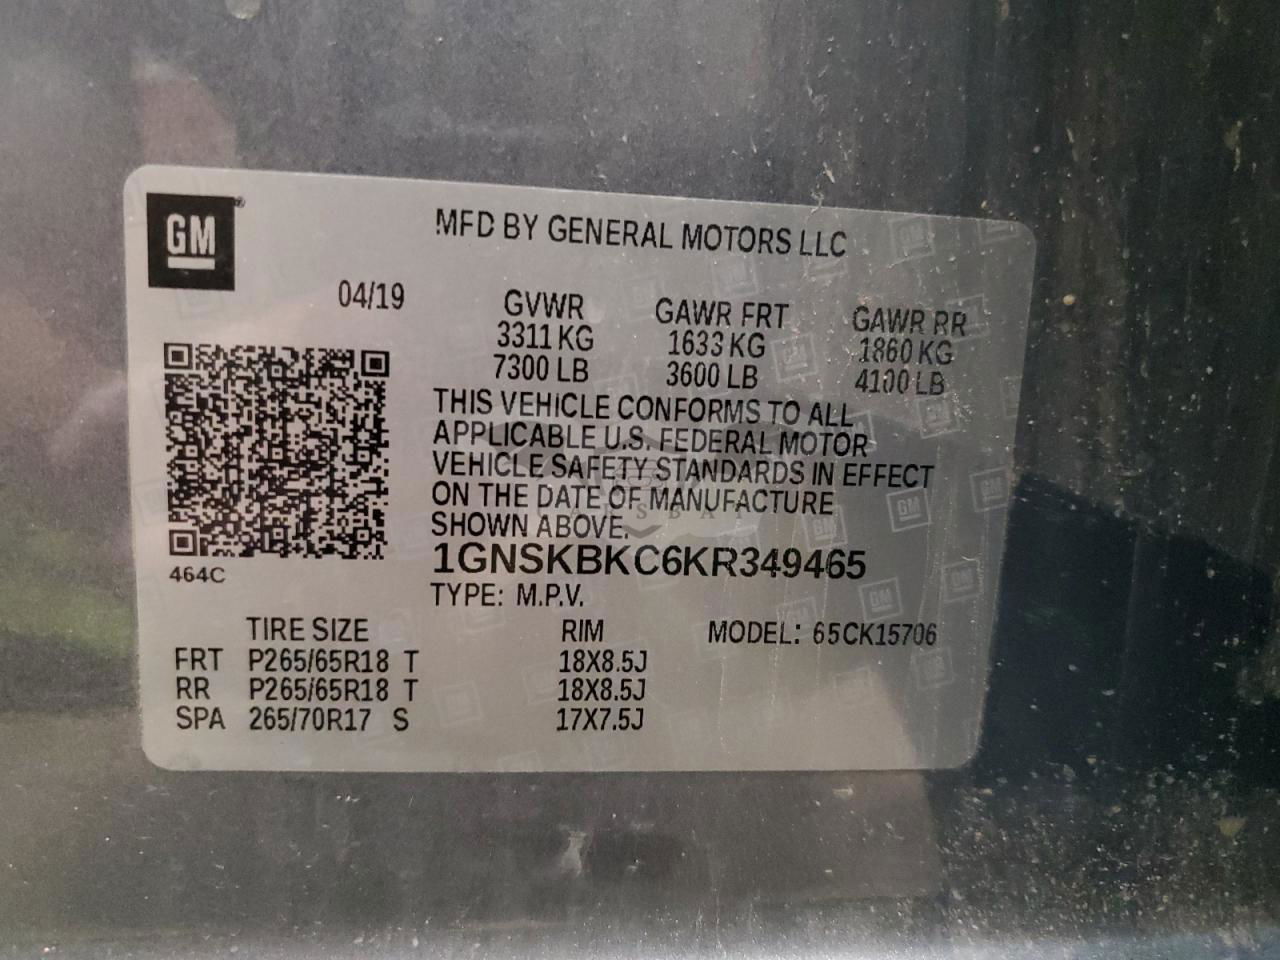 GM
MFD BY GENERAL MOTORS LLC
04/19
GVWR GAWR FRT GAWR RR
3311 KG 1633 KG 1860 KG
7300 LB 3600 LB 4100 LB
THIS VEHICLE CONFORMS TO ALL
APPLICABLE U.S. FEDERAL MOTOR
VEHICLE SAFETY STANDARDS IN EFFECT
ON THE DATE OF MANUFACTURE
SHOWN ABOVE.
464C
1GNSKBKC6KR349465
TYPE: M.P.V.
TIRE SIZE RIM MODEL: 65CK15706
FRT P265/65R18 T 18X8.5J
RR P265/65R18 T 18X8.5J
SPA 265/70R17 S 17X7.5J